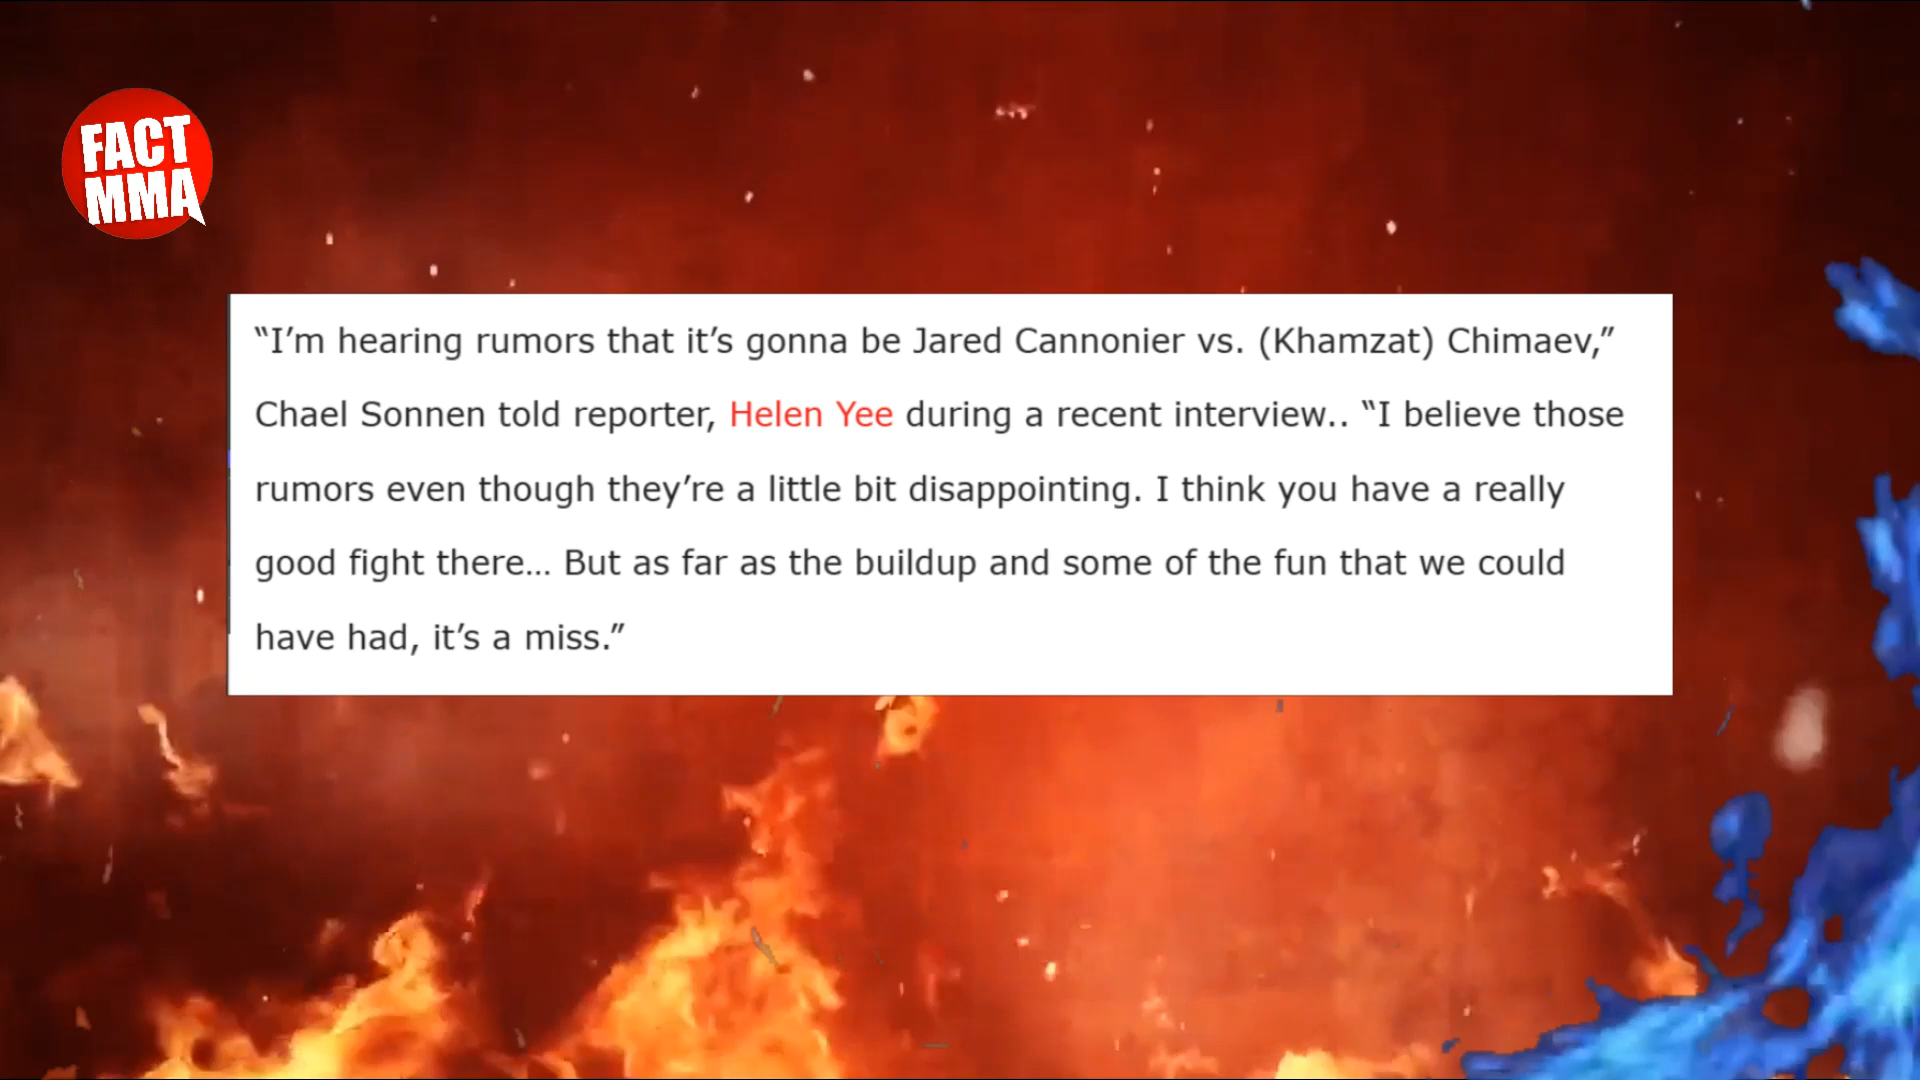 FACT
MMA
“I’m hearing rumors that it’s gonna be Jared Cannonier vs. (Khamzat) Chimaev,”
Chael Sonnen told reporter, Helen Yee during a recent interview.. “I believe those
rumors even though they’re a little bit disappointing. I think you have a really
good fight there… But as far as the buildup and some of the fun that we could
have had, it’s a miss.”